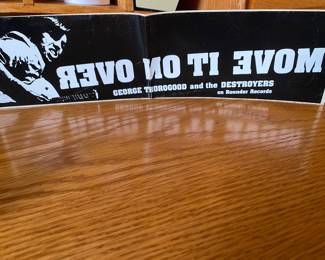 MOVE IT ON OVER
GEORGE THOROGOOD and the DESTROYERS
on Rounder Records